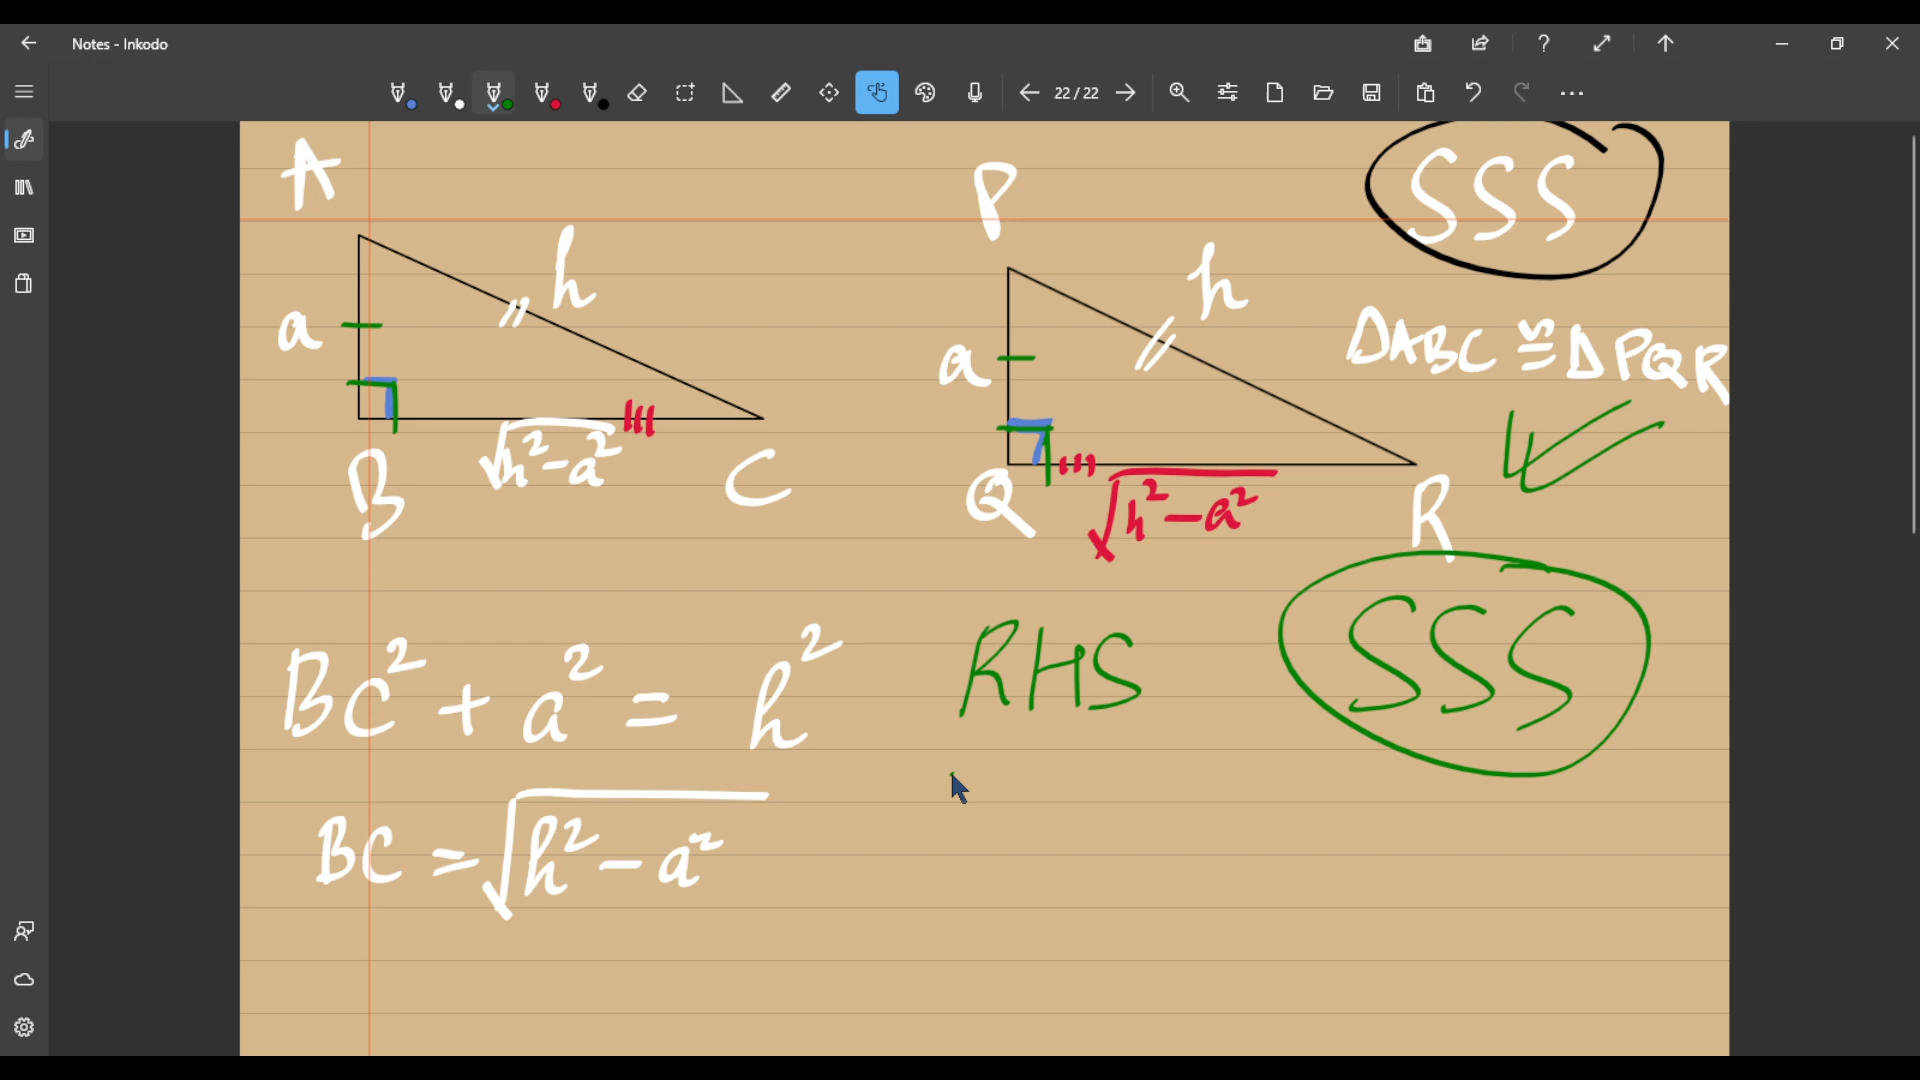 Notes - Inkodo
22 / 22
A
P
SSS
h
h
a
a
ΔABC ≅ ΔPQR
B
√h²-a²
C
Q
√h²-a²
R
BC² + a² = h²
RHS
SSS
BC = √h²-a²